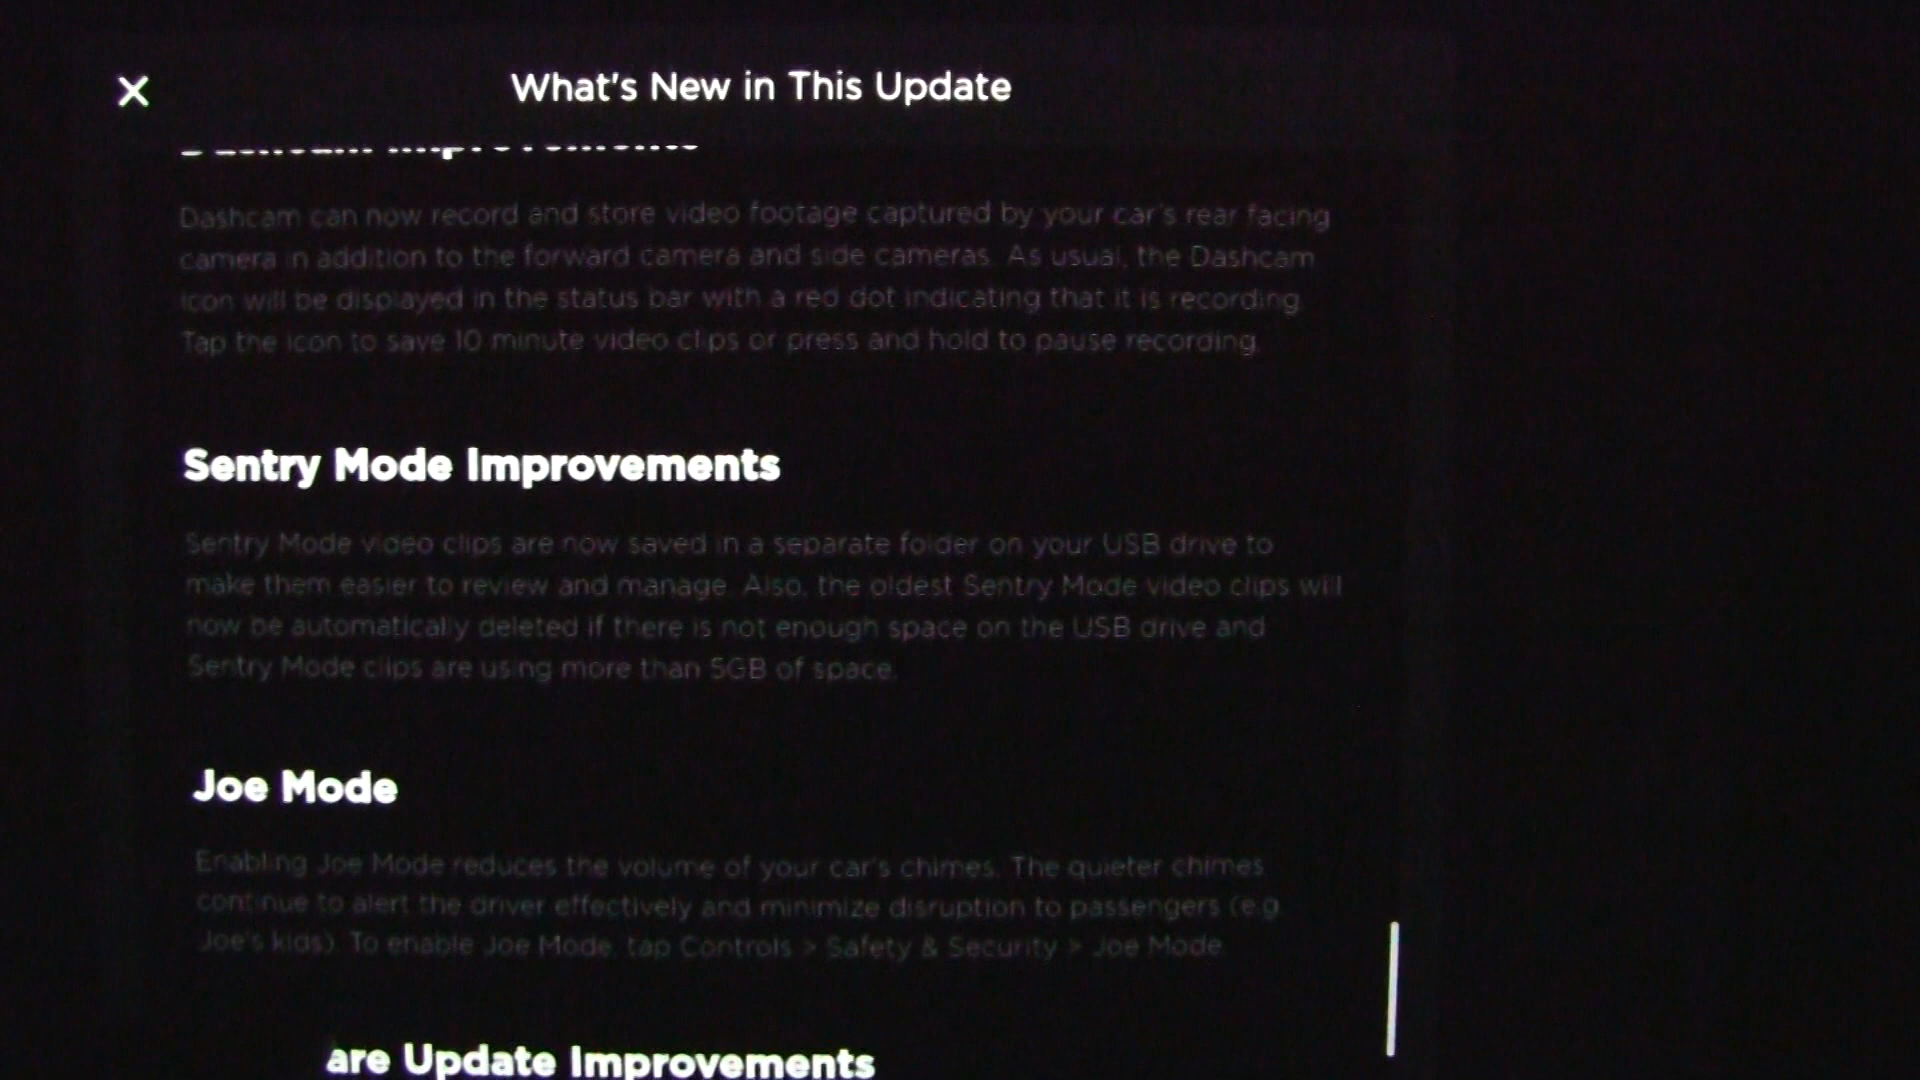 What's New in This Update
Dashcam Improvements
Dashcam can now record and store video footage captured by your car's rear facing
camera in addition to the forward camera and side cameras. As usual, the Dashcam
icon will be displayed in the status bar with a red dot indicating that it is recording.
Tap the icon to save 10 minute video clips or press and hold to pause recording.
Sentry Mode Improvements
Sentry Mode video clips are now saved in a separate folder on your USB drive to
make them easier to review and manage. Also, the oldest Sentry Mode video clips will
now be automatically deleted if there is not enough space on the USB drive and
Sentry Mode clips are using more than 5GB of space.
Joe Mode
Enabling Joe Mode reduces the volume of your car's chimes. The quieter chimes
continue to alert the driver effectively and minimize disruption to passengers (e.g.
Joe's kids). To enable Joe Mode, tap Controls > Safety & Security > Joe Mode
are Update Improvements